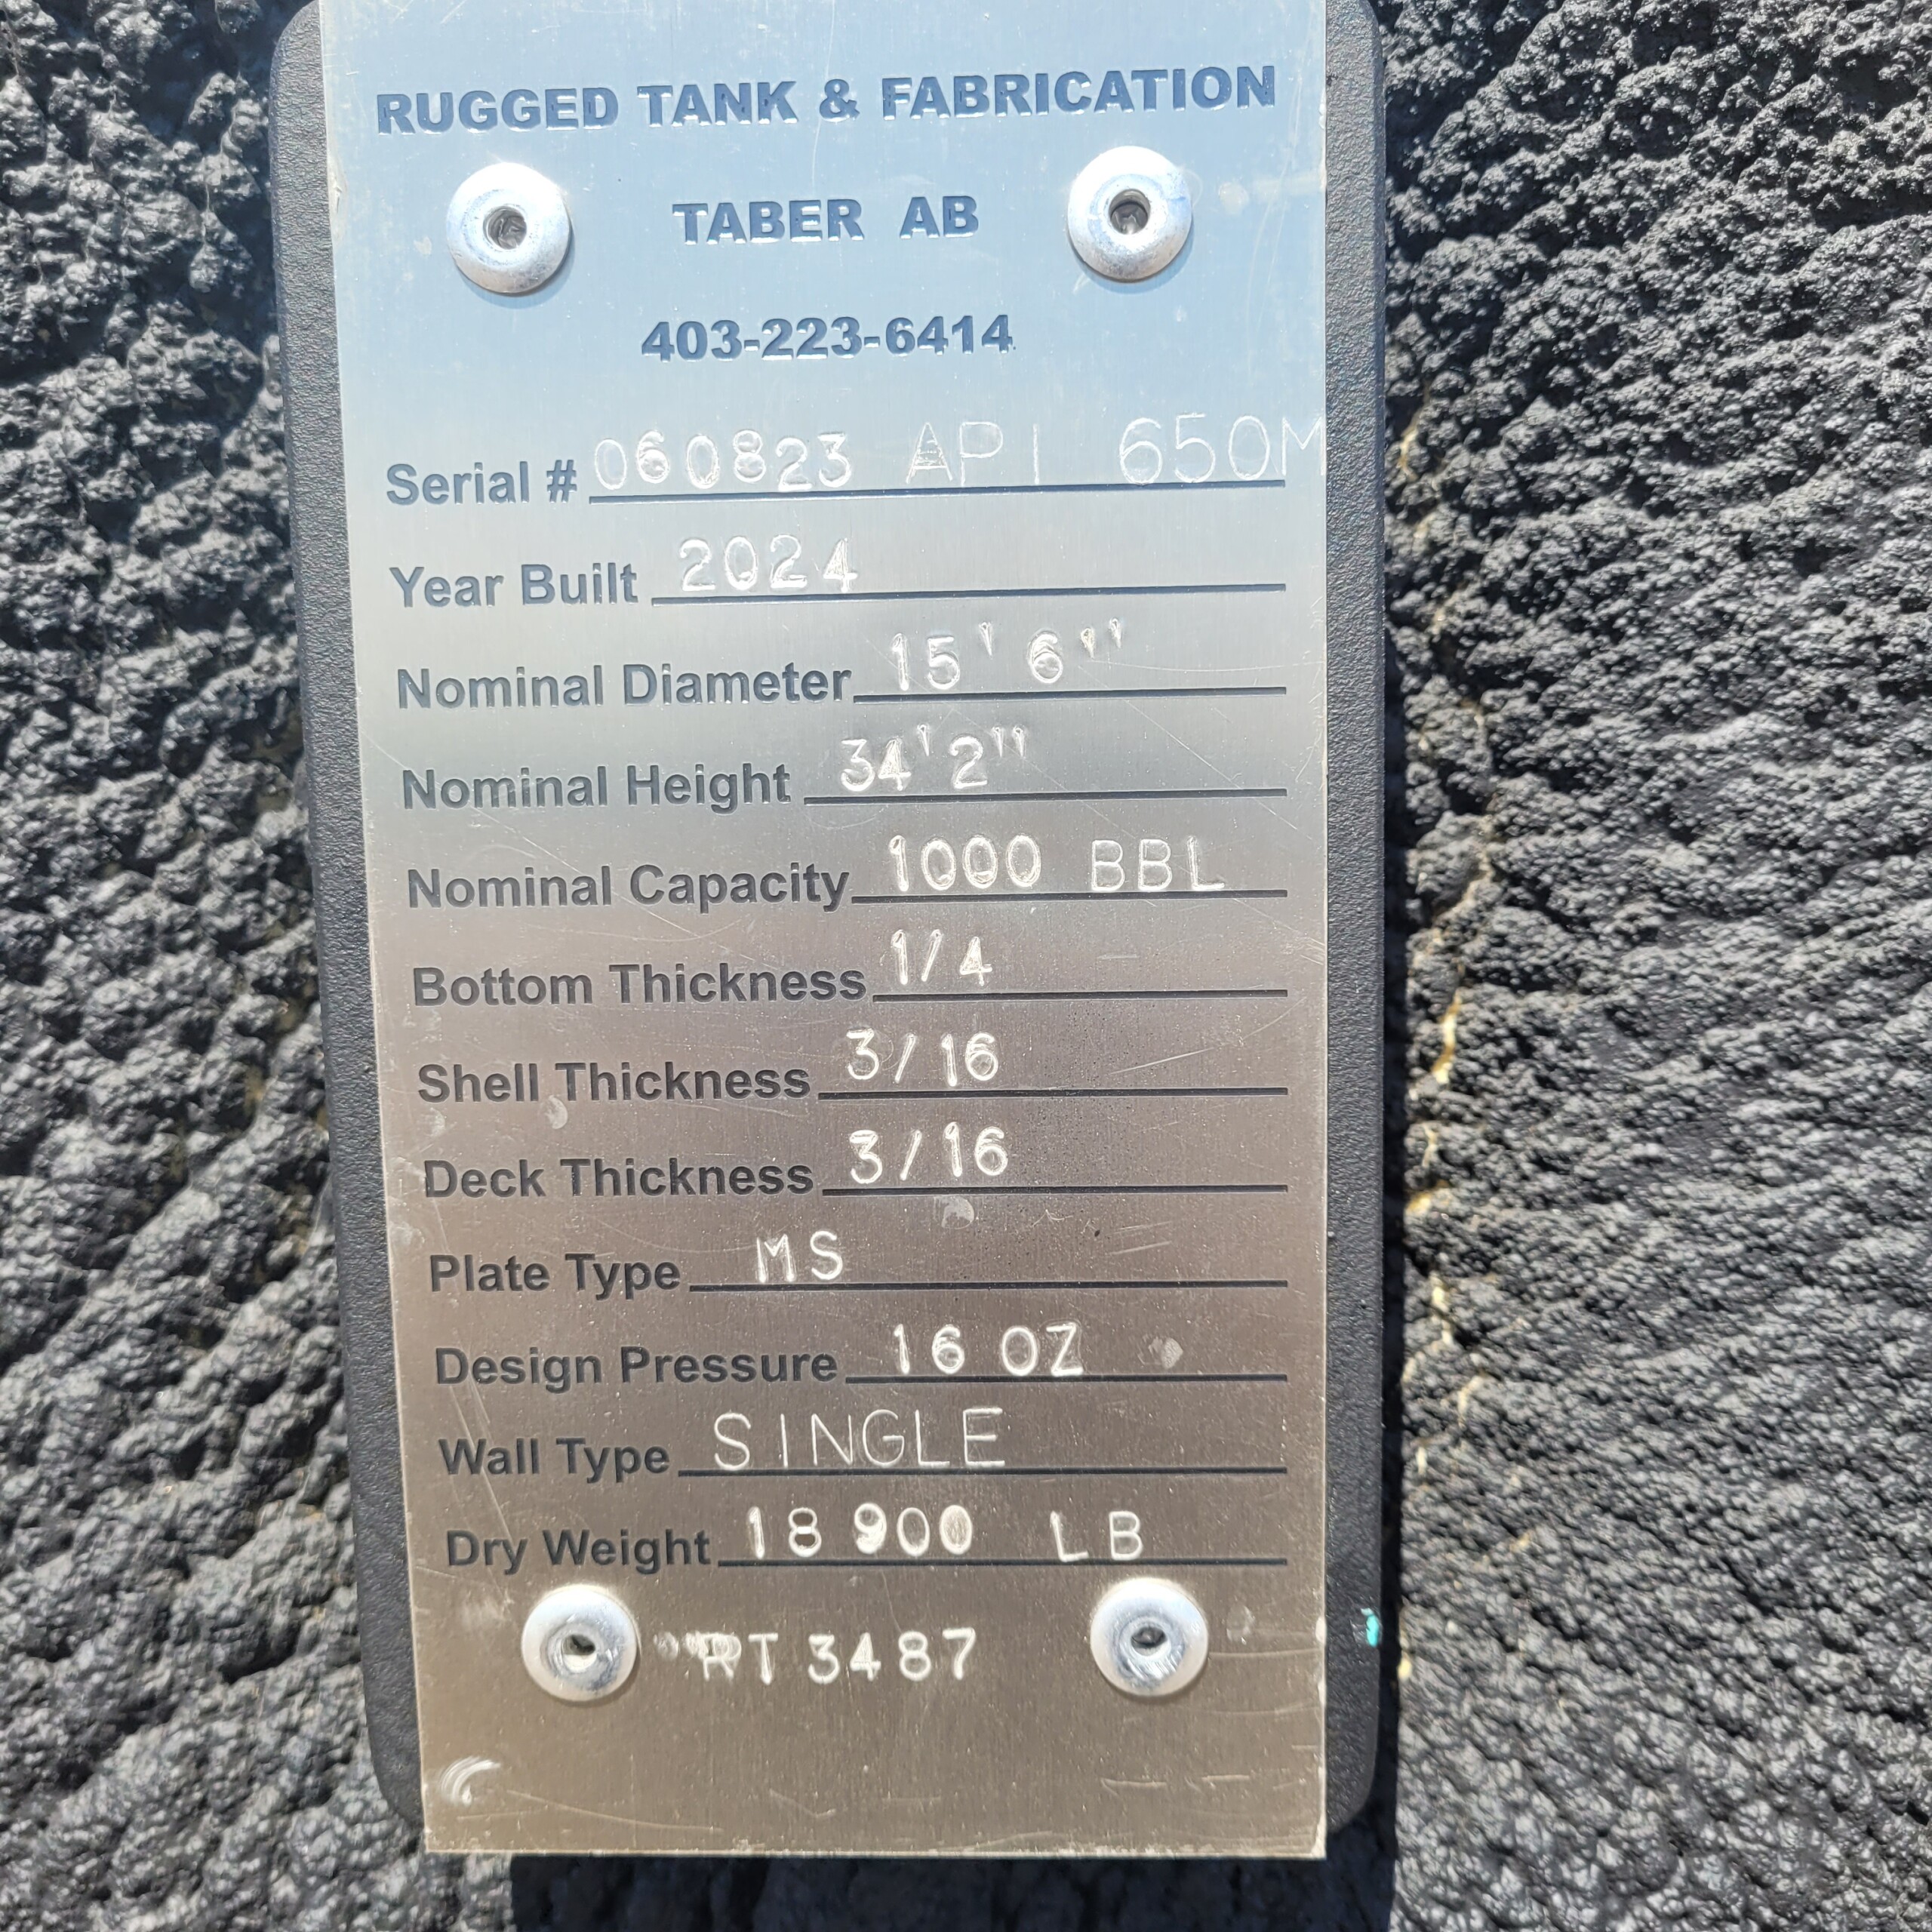 RUGGED TANK & FABRICATION
TABER AB
403-223-6414
Serial # 060823 API 650M
Year Built 2024
Nominal Diameter 15' 6"
Nominal Height 34'2"
Nominal Capacity 1000 BBL
Bottom Thickness 1/4
Shell Thickness 3/16
Deck Thickness 3/16
Plate Type MS
Design Pressure 16 OZ
Wall Type SINGLE
Dry Weight 18 900 LB
RT 3487